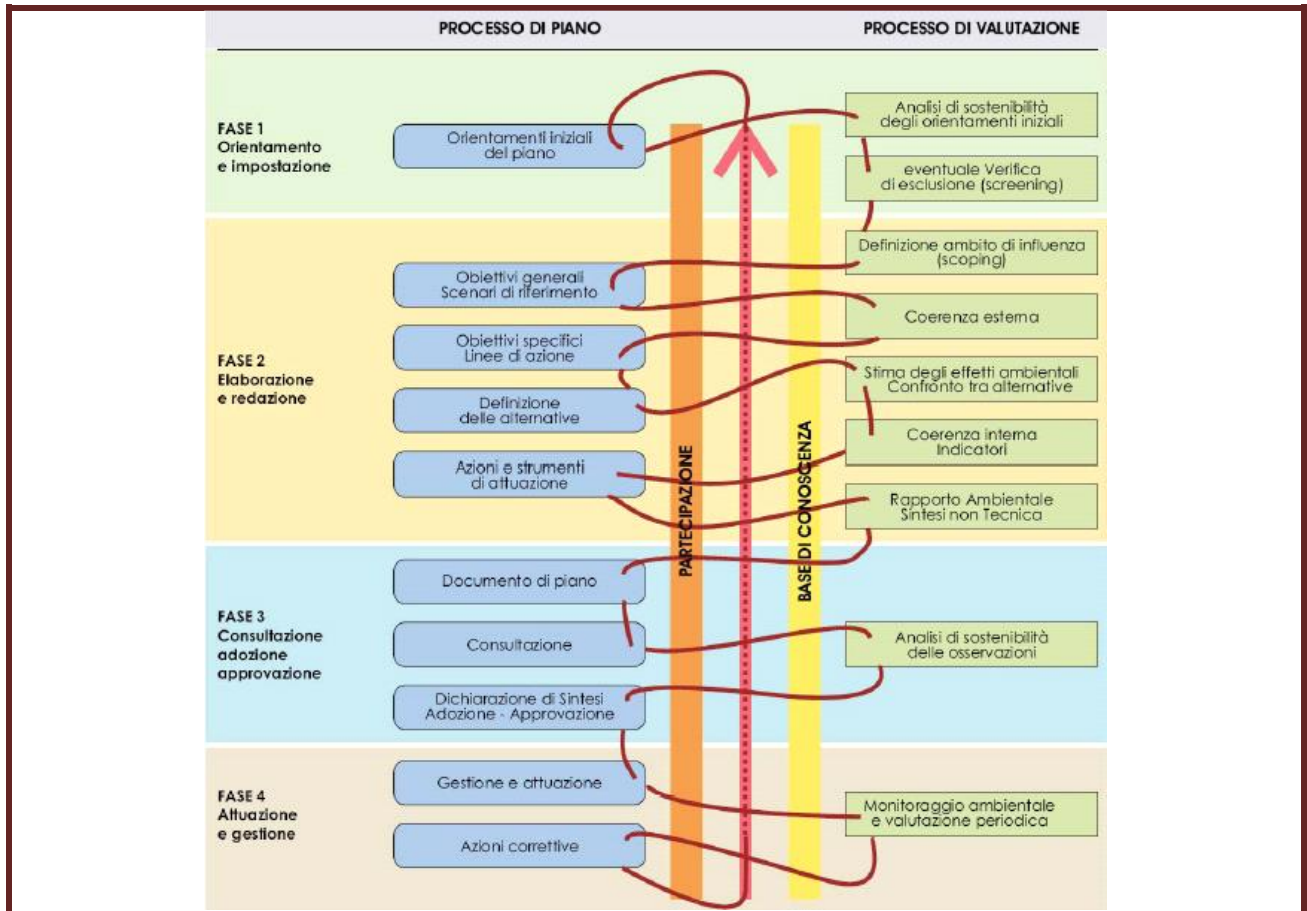 PROCESSO DI PIANO
PROCESSO DI VALUTAZIONE
FASE 1
Orientamento
e impostazione
Orientamenti iniziali
del piano
Analisi di sostenibilità
degli orientamenti iniziali
eventuale Verifica
di esclusione (screening)
FASE 2
Elaborazione
e redazione
Obiettivi generali
Scenari di riferimento
Obiettivi specifici
Linee di azione
Definizione
delle alternative
Azioni e strumenti
di attuazione
Definizione ambito di influenza
(scoping)
Coerenza esterna
Stima degli effetti ambientali
Confronto tra alternative
Coerenza interna
Indicatori
Rapporto Ambientale
Sintesi non Tecnica
PARTECIPAZIONE
BASE DI CONOSCENZA
FASE 3
Consultazione
adozione
approvazione
Documento di piano
Consultazione
Dichiarazione di Sintesi
Adozione - Approvazione
Analisi di sostenibilità
delle osservazioni
FASE 4
Attuazione
e gestione
Gestione e attuazione
Azioni correttive
Monitoraggio ambientale
e valutazione periodica